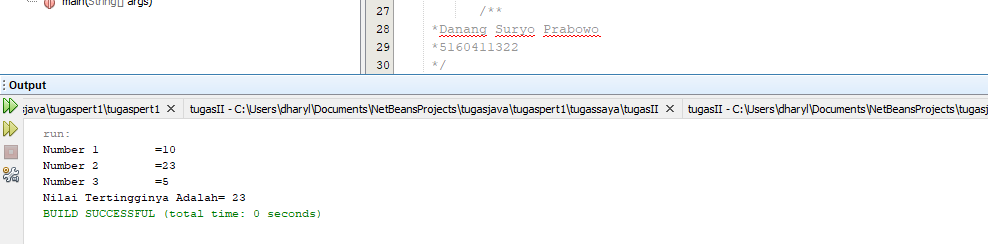 main(String[] args)
27 /**
28 *Danang Suryo Prabowo
29 *5160411322
30 */
Output
java\tugaspert1\tugaspert1 × tugasII - C:\Users\dharyl\Documents\NetBeansProjects\tugasjava\tugaspert1\tugassaya\tugasII × tugasII - C:\Users\dharyl\Documents\NetBeansProjects\tugasj
run:
Number 1 =10
Number 2 =23
Number 3 =5
Nilai Tertingginya Adalah= 23
BUILD SUCCESSFUL (total time: 0 seconds)